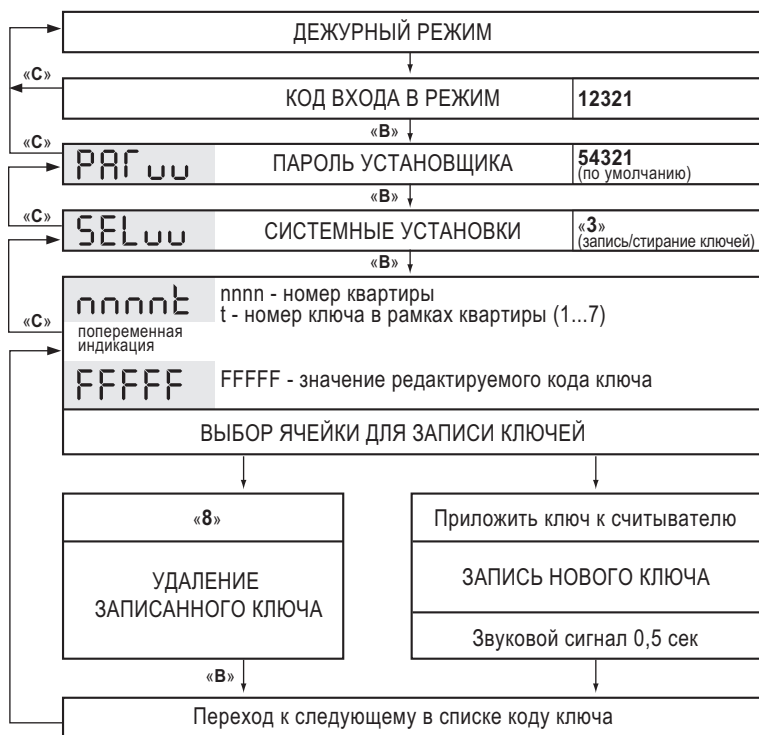 ДЕЖУРНЫЙ РЕЖИМ
«С»
КОД ВХОДА В РЕЖИМ 12321
«В»
«С»
PAГuu ПАРОЛЬ УСТАНОВЩИКА 54321
(по умолчанию)
«В»
«С»
SELuu СИСТЕМНЫЕ УСТАНОВКИ «3»
(запись/стирание ключей)
«В»
«С»
nnnnt nnnn - номер квартиры
t - номер ключа в рамках квартиры (1...7)
попеременная
индикация
FFFFF FFFFF - значение редактируемого кода ключа
ВЫБОР ЯЧЕЙКИ ДЛЯ ЗАПИСИ КЛЮЧЕЙ
«8»
УДАЛЕНИЕ
ЗАПИСАННОГО КЛЮЧА
«В»
Приложить ключ к считывателю
ЗАПИСЬ НОВОГО КЛЮЧА
Звуковой сигнал 0,5 сек
Переход к следующему в списке коду ключа